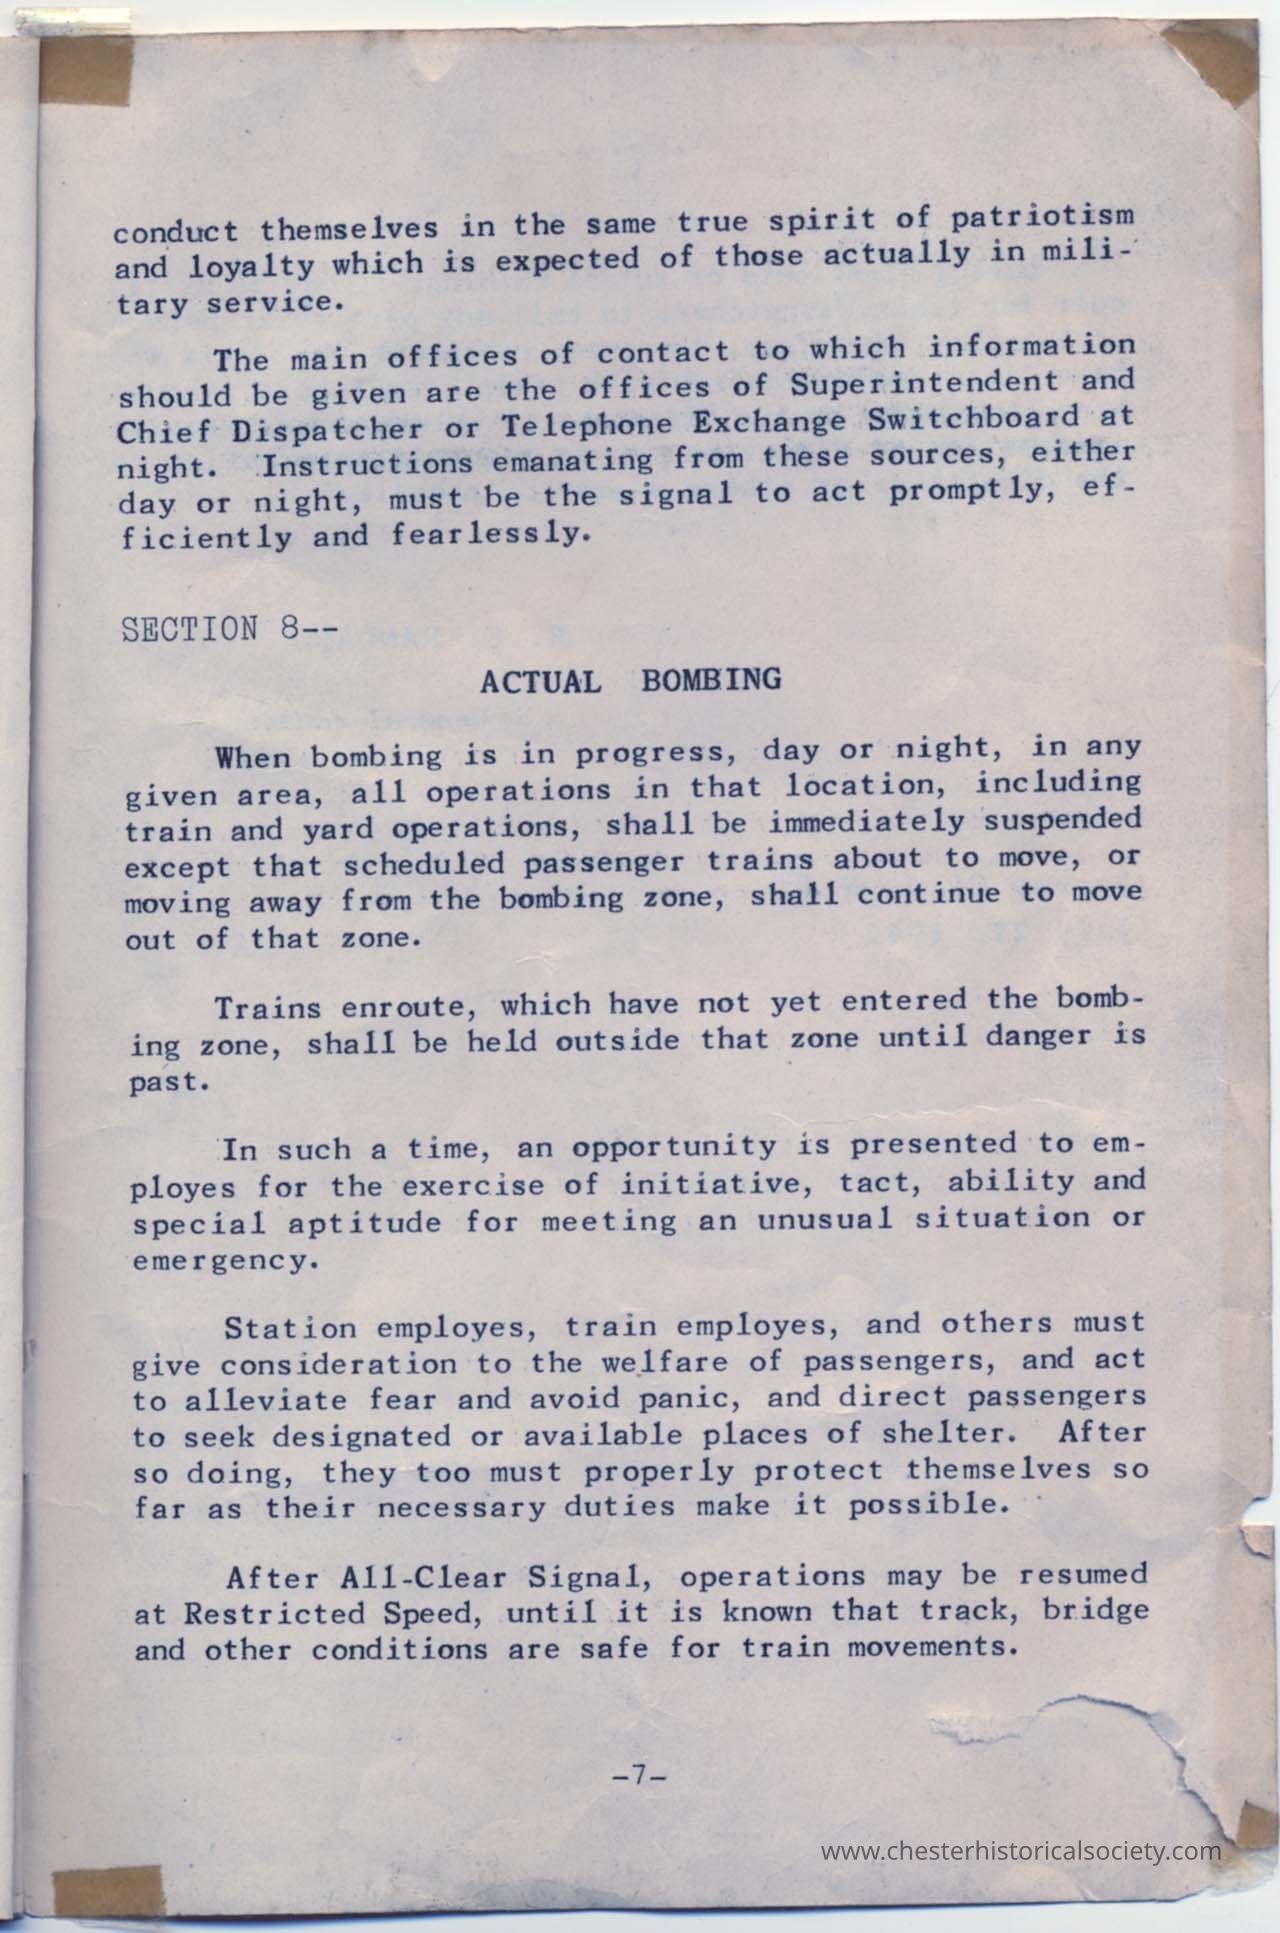 conduct themselves in the same true spirit of patriotism
and loyalty which is expected of those actually in mili-
tary service.
The main offices of contact to which information
should be given are the offices of Superintendent and
Chief Dispatcher or Telephone Exchange Switchboard at
night. Instructions emanating from these sources, either
day or night, must be the signal to act promptly, ef-
ficiently and fearlessly.
SECTION 8--
ACTUAL BOMBING
When bombing is in progress, day or night, in any
given area, all operations in that location, including
train and yard operations, shall be immediately suspended
except that scheduled passenger trains about to move, or
moving away from the bombing zone, shall continue to move
out of that zone.
Trains enroute, which have not yet entered the bomb-
ing zone, shall be held outside that zone until danger is
past.
In such a time, an opportunity is presented to em-
ployes for the exercise of initiative, tact, ability and
special aptitude for meeting an unusual situation or
emergency.
Station employes, train employes, and others must
give consideration to the welfare of passengers, and act
to alleviate fear and avoid panic, and direct passengers
to seek designated or available places of shelter. After
so doing, they too must properly protect themselves so
far as their necessary duties make it possible.
After All-Clear Signal, operations may be resumed
at Restricted Speed, until it is known that track, bridge
and other conditions are safe for train movements.
-7-
www.chesterhistoricalsociety.com